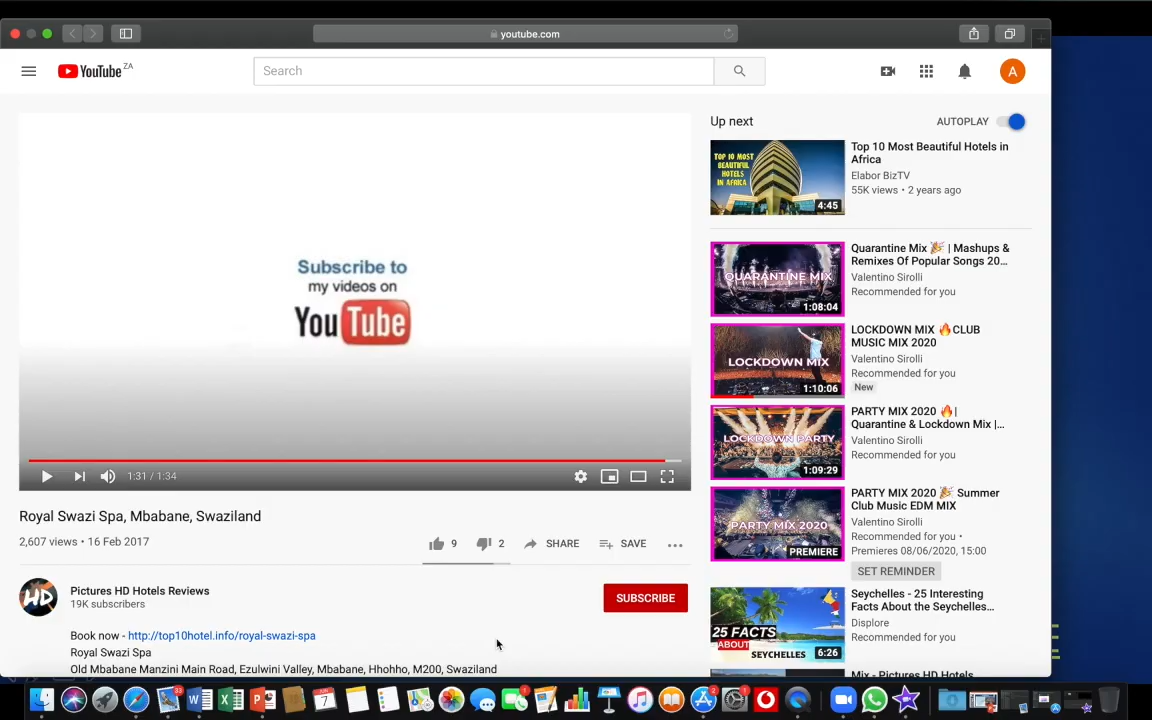 youtube.com
YouTube ZA
Search
A
Subscribe to
my videos on
YouTube
1:31 / 1:34
Royal Swazi Spa, Mbabane, Swaziland
2,607 views • 16 Feb 2017
9
2
SHARE
SAVE
HD
Pictures HD Hotels Reviews
19K subscribers
SUBSCRIBE
Book now - http://top10hotel.info/royal-swazi-spa
Royal Swazi Spa
Old Mbabane Manzini Main Road, Ezulwini Valley, Mbabane, Hhohho, M200, Swaziland
Up next
AUTOPLAY
TOP 10 MOST
BEAUTIFUL
HOTELS
IN AFRICA
4:45
Top 10 Most Beautiful Hotels in
Africa
Elabor BizTV
55K views • 2 years ago
QUARANTINE MIX
1:08:04
Quarantine Mix 🎉 | Mashups &
Remixes Of Popular Songs 20...
Valentino Sirolli
Recommended for you
LOCKDOWN MIX
1:10:06
LOCKDOWN MIX 🔥CLUB
MUSIC MIX 2020
Valentino Sirolli
Recommended for you
New
LOCKDOWN PARTY
1:09:29
PARTY MIX 2020 🔥|
Quarantine & Lockdown Mix |...
Valentino Sirolli
Recommended for you
PARTY MIX 2020
PREMIERE
PARTY MIX 2020 🎉 Summer
Club Music EDM MIX
Valentino Sirolli
Recommended for you •
Premieres 08/06/2020, 15:00
SET REMINDER
25 FACTS
ABOUT
SEYCHELLES
6:26
Seychelles - 25 Interesting
Facts About the Seychelles...
Displore
Recommended for you
Mix - Pictures HD Hotels
33
7
1
2
1